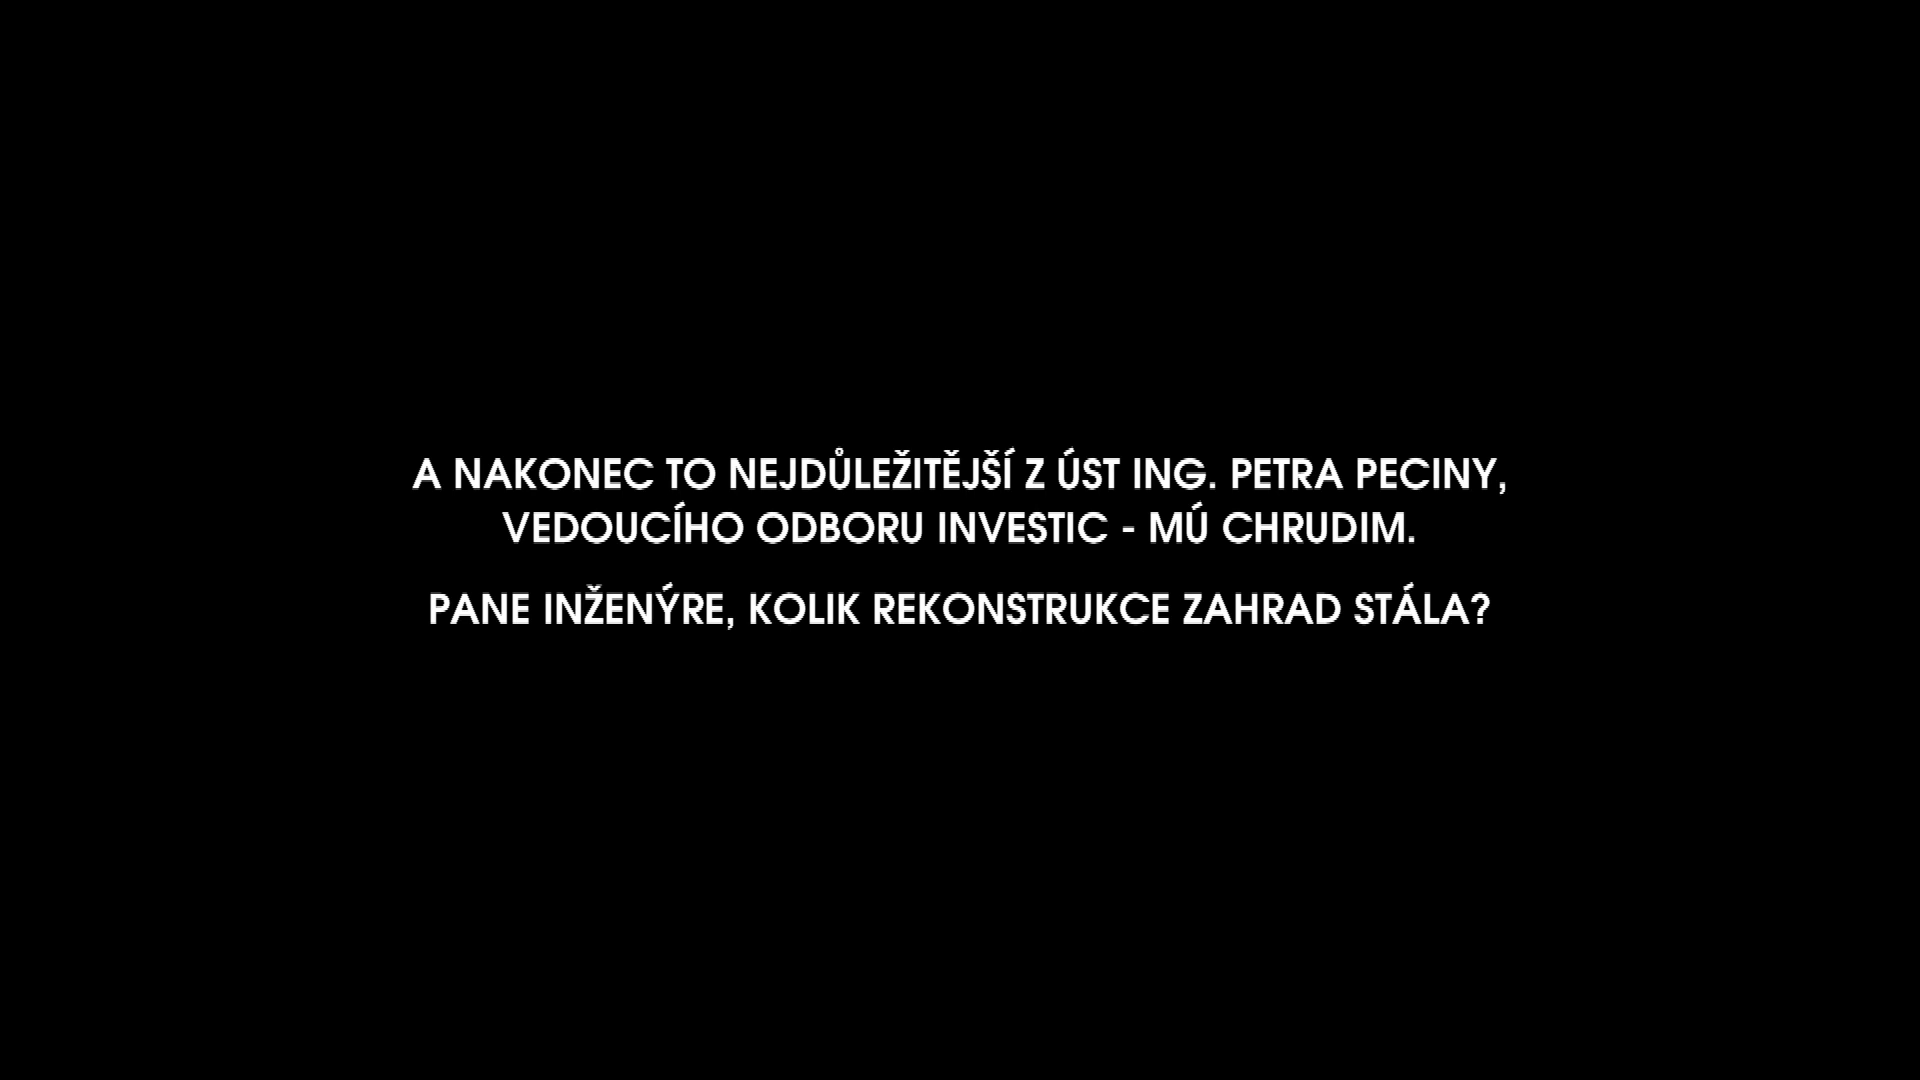 A NAKONEC TO NEJDŮLEŽITĚJŠÍ Z ÚST ING. PETRA PECINY,
VEDOUCÍHO ODBORU INVESTIC - MÚ CHRUDIM.
PANE INŽENÝRE, KOLIK REKONSTRUKCE ZAHRAD STÁLA?